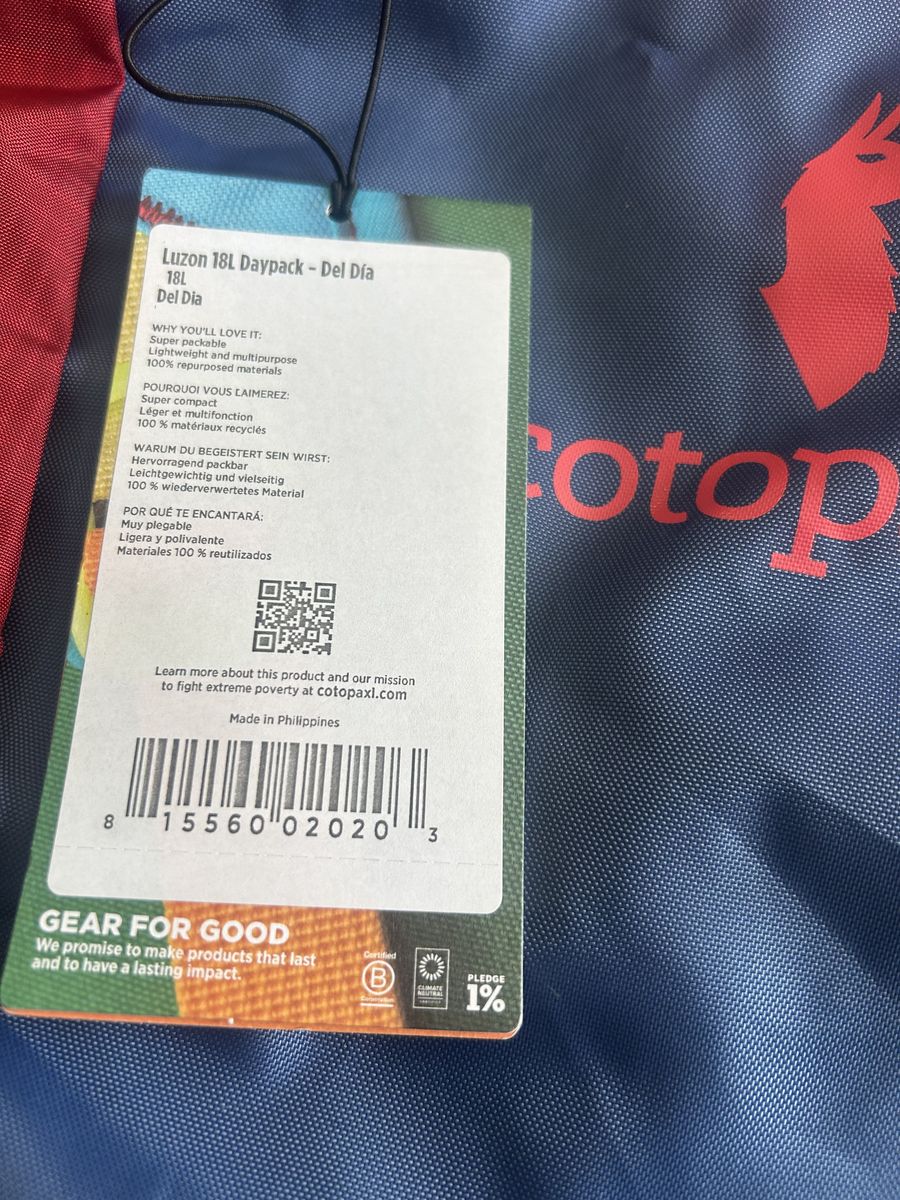 Luzon 18L Daypack – Del Día
18L
Del Dia
WHY YOU'LL LOVE IT:
Super packable
Lightweight and multipurpose
100% repurposed materials
POURQUOI VOUS L'AIMEREZ:
Super compact
Léger et multifonction
100 % matériaux recyclés
WARUM DU BEGEISTERT SEIN WIRST:
Hervorragend packbar
Leichtgewichtig und vielseitig
100 % wiederverwertetes Material
POR QUÉ TE ENCANTARÁ:
Muy plegable
Ligera y polivalente
Materiales 100 % reutilizados
Learn more about this product and our mission
to fight extreme poverty at cotopaxi.com
Made in Philippines
8 15560 02020 3
GEAR FOR GOOD
We promise to make products that last
and to have a lasting impact.
Certified
B
Corporation
CLIMATE
NEUTRAL
CERTIFIED
PLEDGE
1%
cotop